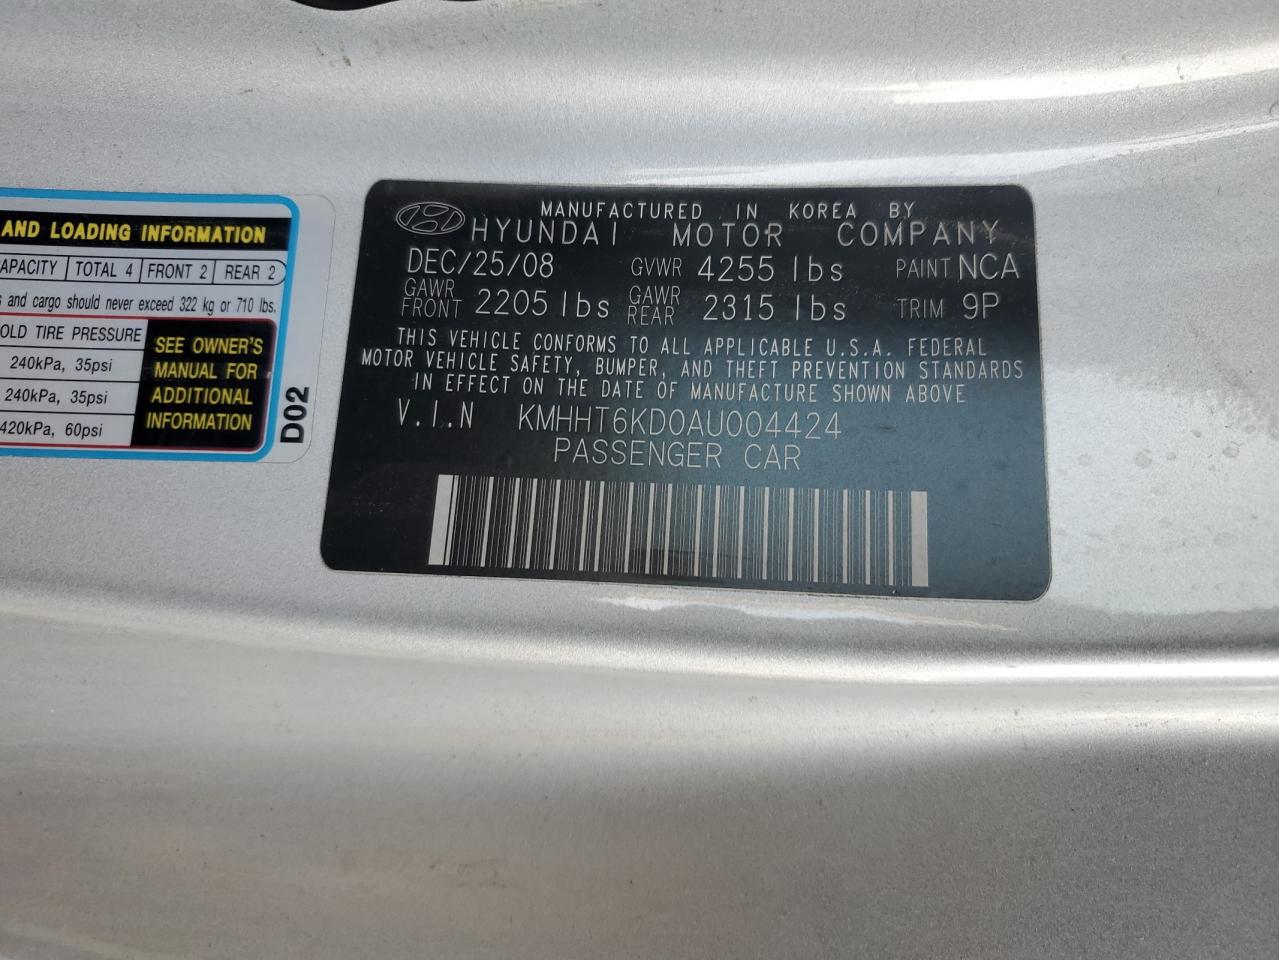 AND LOADING INFORMATION
APACITY TOTAL 4 FRONT 2 REAR 2
and cargo should never exceed 322 kg or 710 lbs.
OLD TIRE PRESSURE
240kPa, 35psi
240kPa, 35psi
420kPa, 60psi
SEE OWNER'S
MANUAL FOR
ADDITIONAL
INFORMATION
D02
MANUFACTURED IN KOREA BY
HYUNDAI MOTOR COMPANY
DEC/25/08 GVWR 4255 lbs PAINT NCA
GAWR FRONT 2205 lbs GAWR REAR 2315 lbs TRIM 9P
THIS VEHICLE CONFORMS TO ALL APPLICABLE U.S.A. FEDERAL
MOTOR VEHICLE SAFETY, BUMPER, AND THEFT PREVENTION STANDARDS
IN EFFECT ON THE DATE OF MANUFACTURE SHOWN ABOVE
V.I.N KMHHT6KD0AU004424
PASSENGER CAR